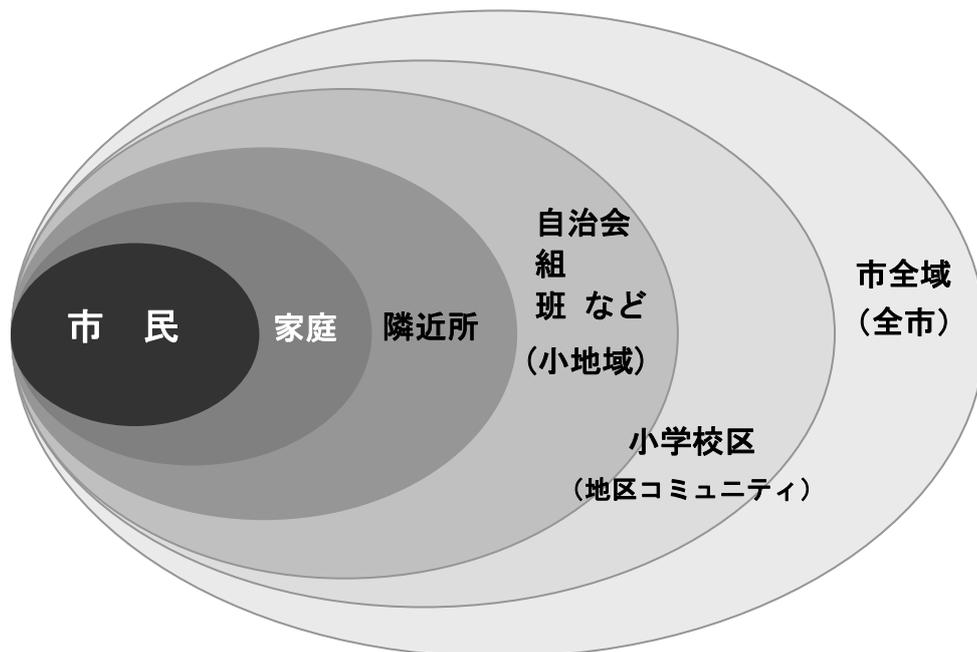 市　民
家庭
隣近所
自治会
組
班 など
(小地域)
小学校区
（地区コミュニティ）
市全域
（全市）